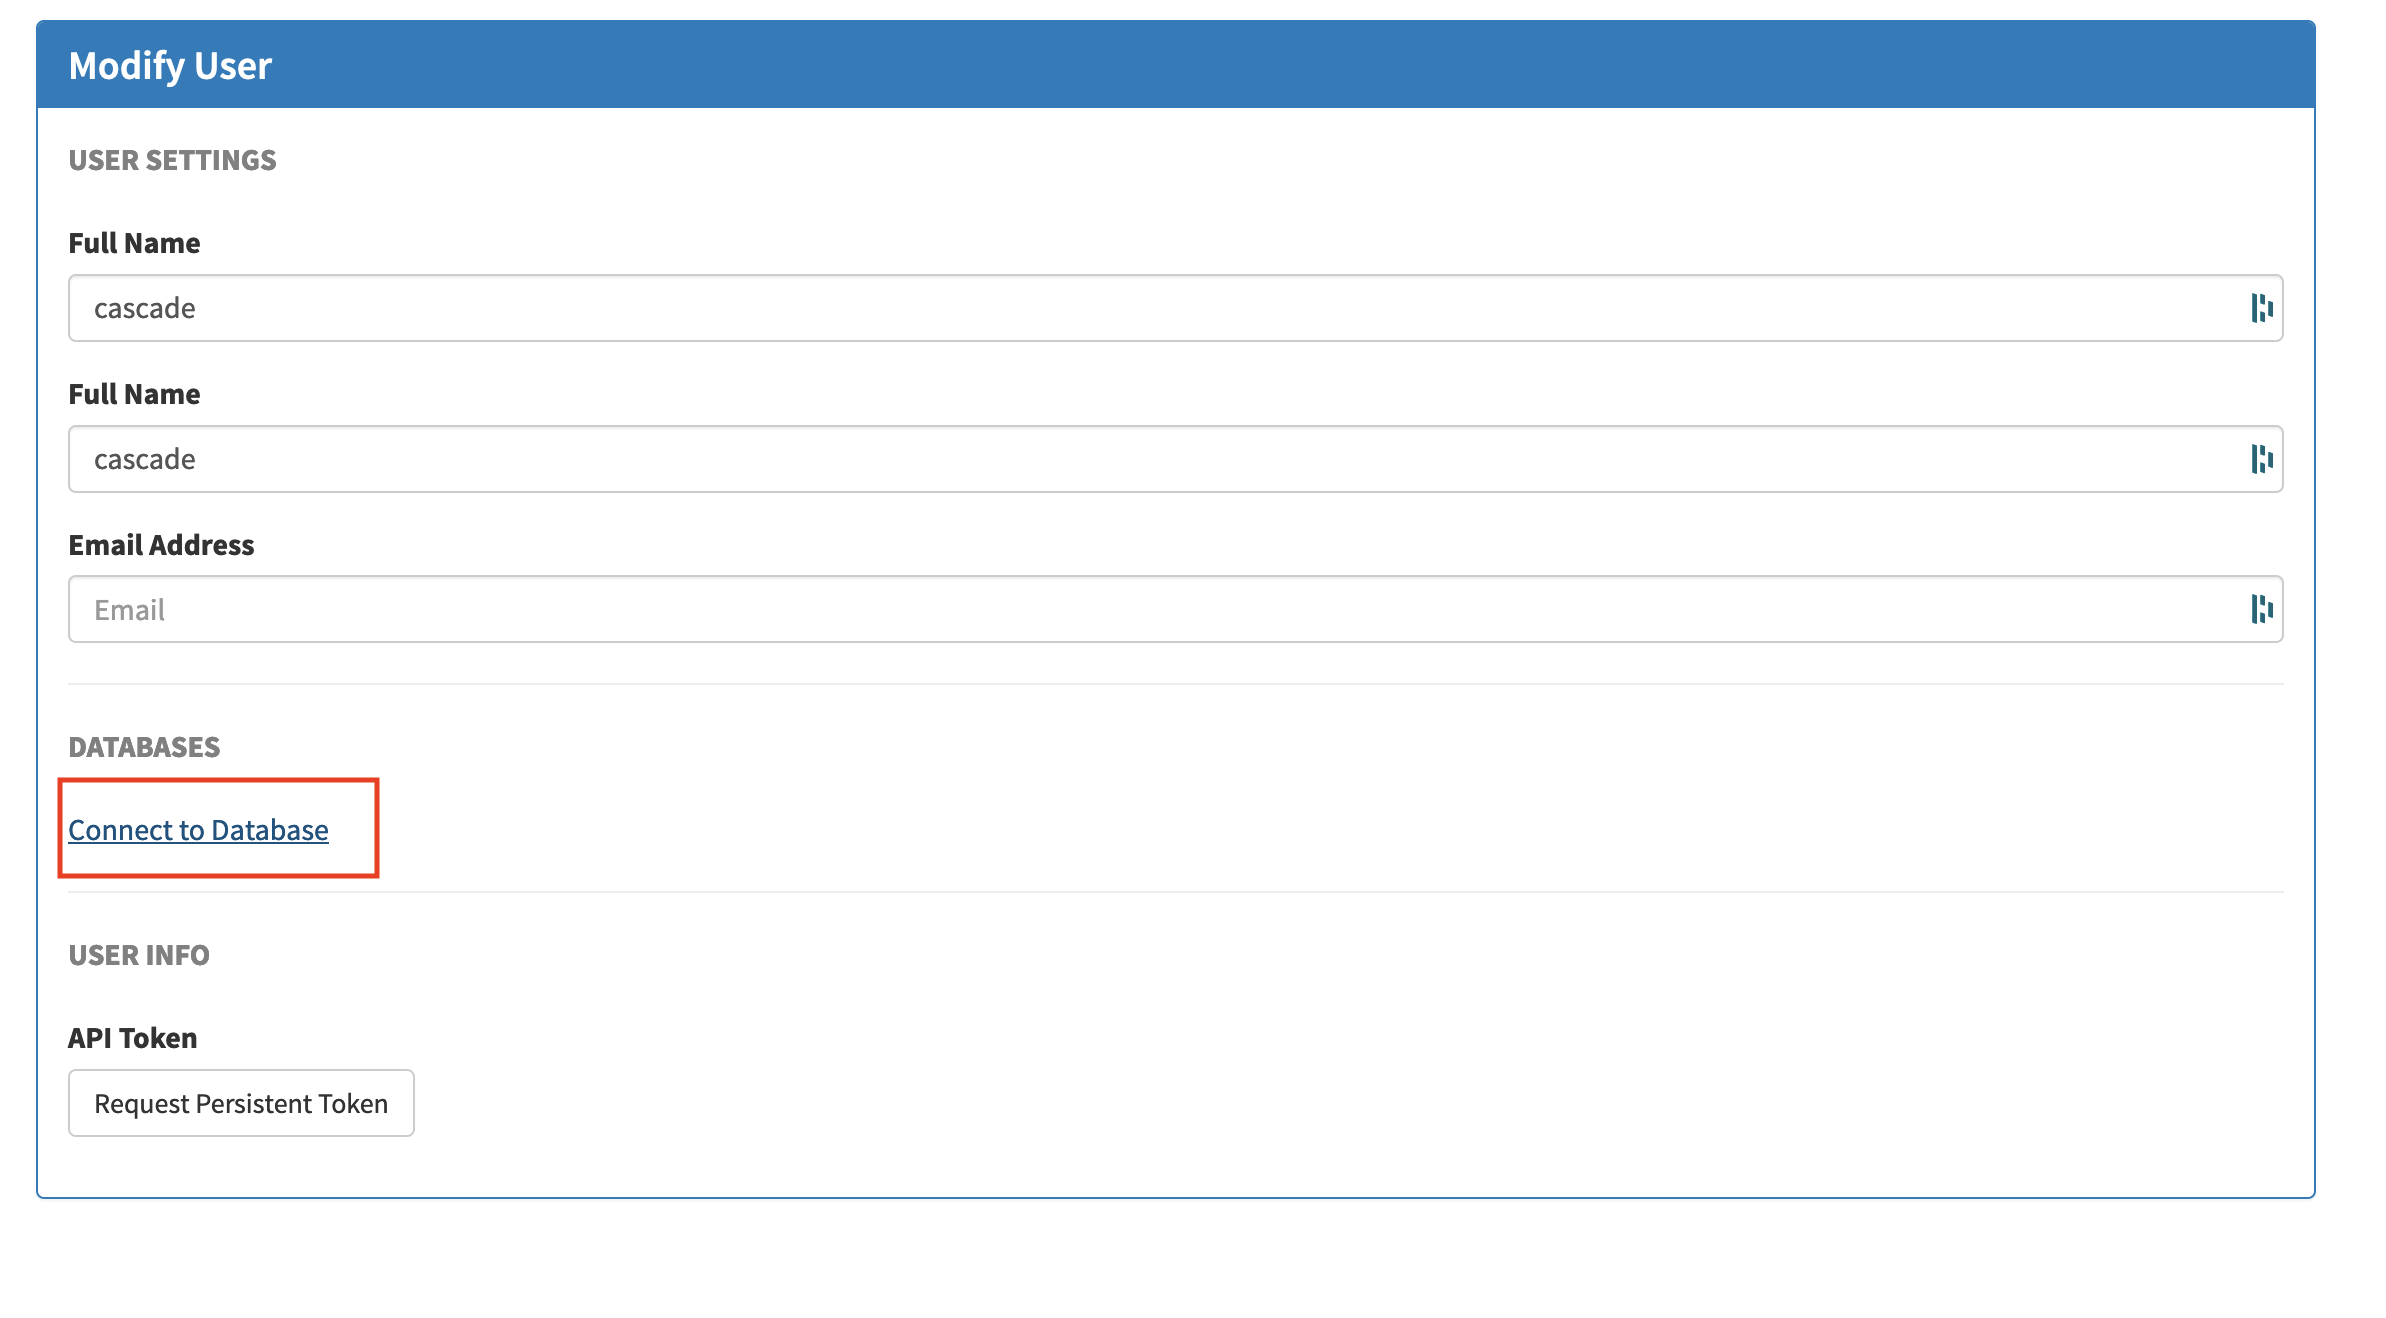 Modify User
USER SETTINGS
Full Name
cascade
Full Name
cascade
Email Address
Email
DATABASES
Connect to Database
USER INFO
API Token
Request Persistent Token